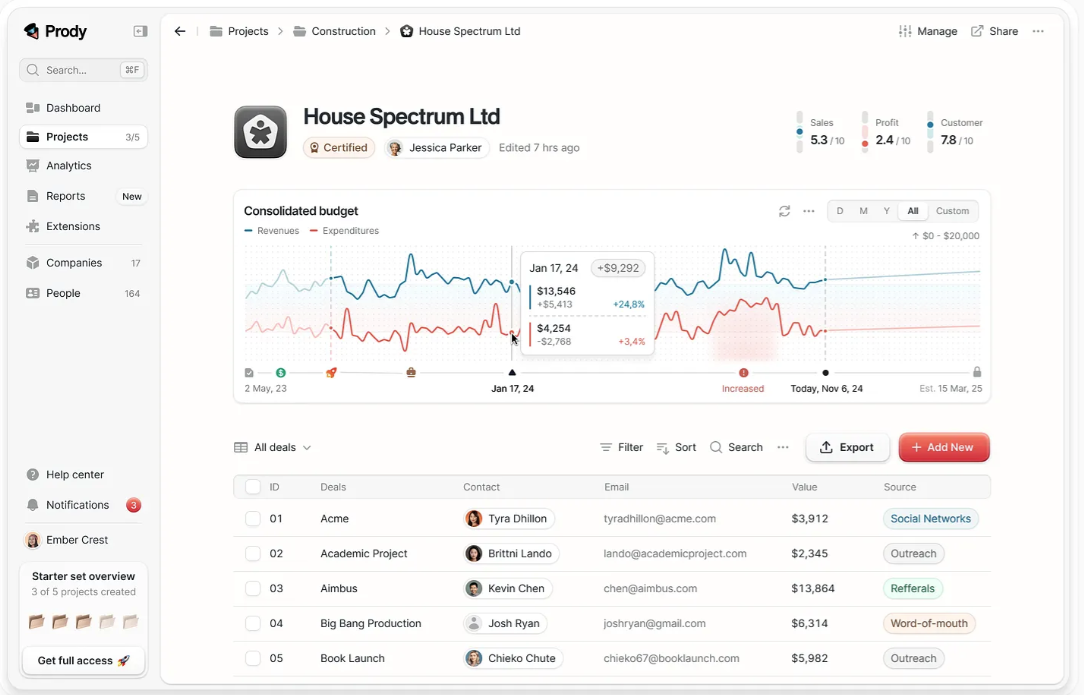 Prody
Search... ⌘F
Dashboard
Projects 3/5
Analytics
Reports New
Extensions
Companies 17
People 164
Help center
Notifications 3
Ember Crest
Starter set overview
3 of 5 projects created
Get full access 🚀
Projects > Construction > House Spectrum Ltd
Manage Share ...
House Spectrum Ltd
Certified Jessica Parker Edited 7 hrs ago
Sales 5.3 / 10
Profit 2.4 / 10
Customer 7.8 / 10
Consolidated budget
D M Y All Custom
Revenues Expenditures
↑ $0 - $20,000
Jan 17, 24 +$9,292
$13,546
+$5,413 +24,8%
$4,254
-$2,768 +3,4%
2 May, 23 Jan 17, 24 Increased Today, Nov 6, 24 Est. 15 Mar, 25
All deals Filter Sort Search ... Export + Add New
ID Deals Contact Email Value Source
01 Acme Tyra Dhillon tyradhillon@acme.com $3,912 Social Networks
02 Academic Project Brittni Lando lando@academicproject.com $2,345 Outreach
03 Aimbus Kevin Chen chen@aimbus.com $13,864 Refferals
04 Big Bang Production Josh Ryan joshryan@gmail.com $6,314 Word-of-mouth
05 Book Launch Chieko Chute chieko67@booklaunch.com $5,982 Outreach